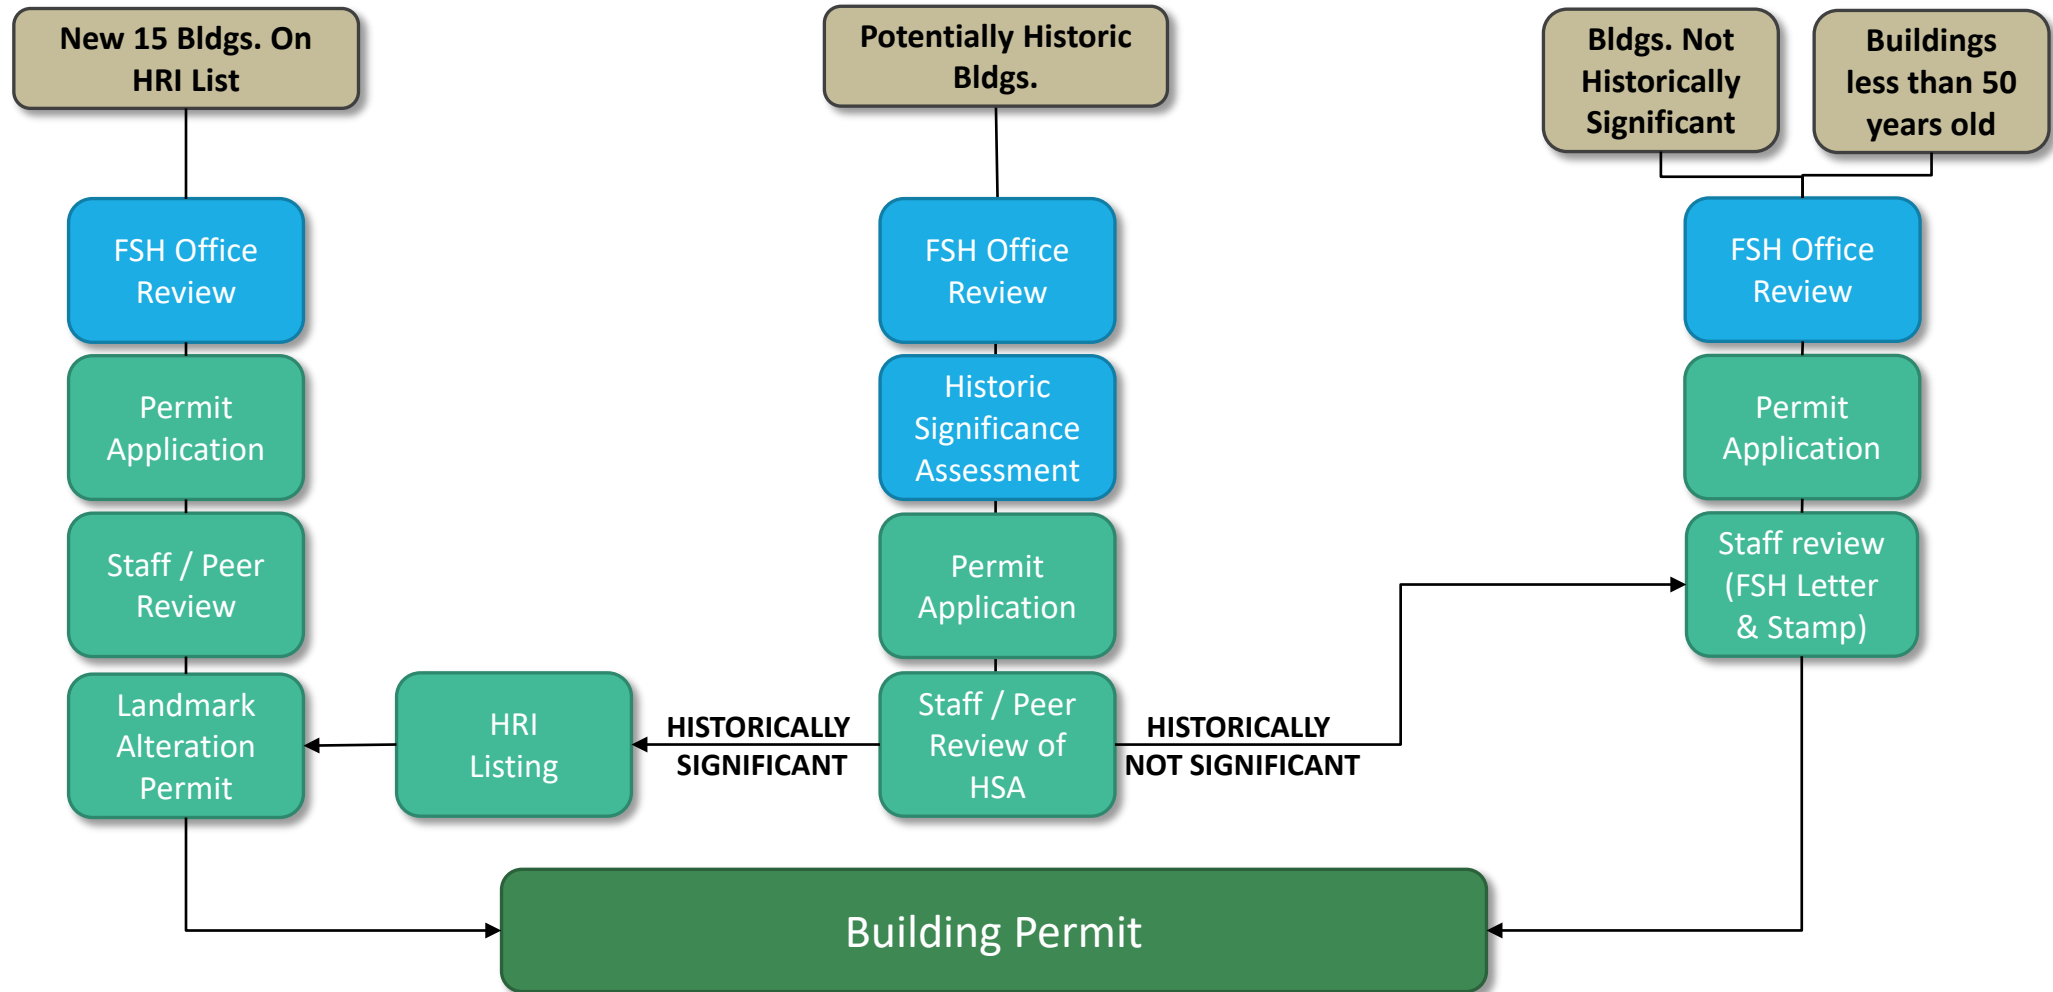 New 15 Bldgs. On
HRI List
Potentially Historic
Bldgs.
Bldgs. Not
Historically
Significant
Buildings
less than 50
years old
FSH Office
Review
FSH Office
Review
FSH Office
Review
Permit
Application
Historic
Significance
Assessment
Permit
Application
Staff / Peer
Review
Permit
Application
Staff review
(FSH Letter
& Stamp)
Landmark
Alteration
Permit
HRI
Listing
HISTORICALLY
SIGNIFICANT
Staff / Peer
Review of
HSA
HISTORICALLY
NOT SIGNIFICANT
Building Permit